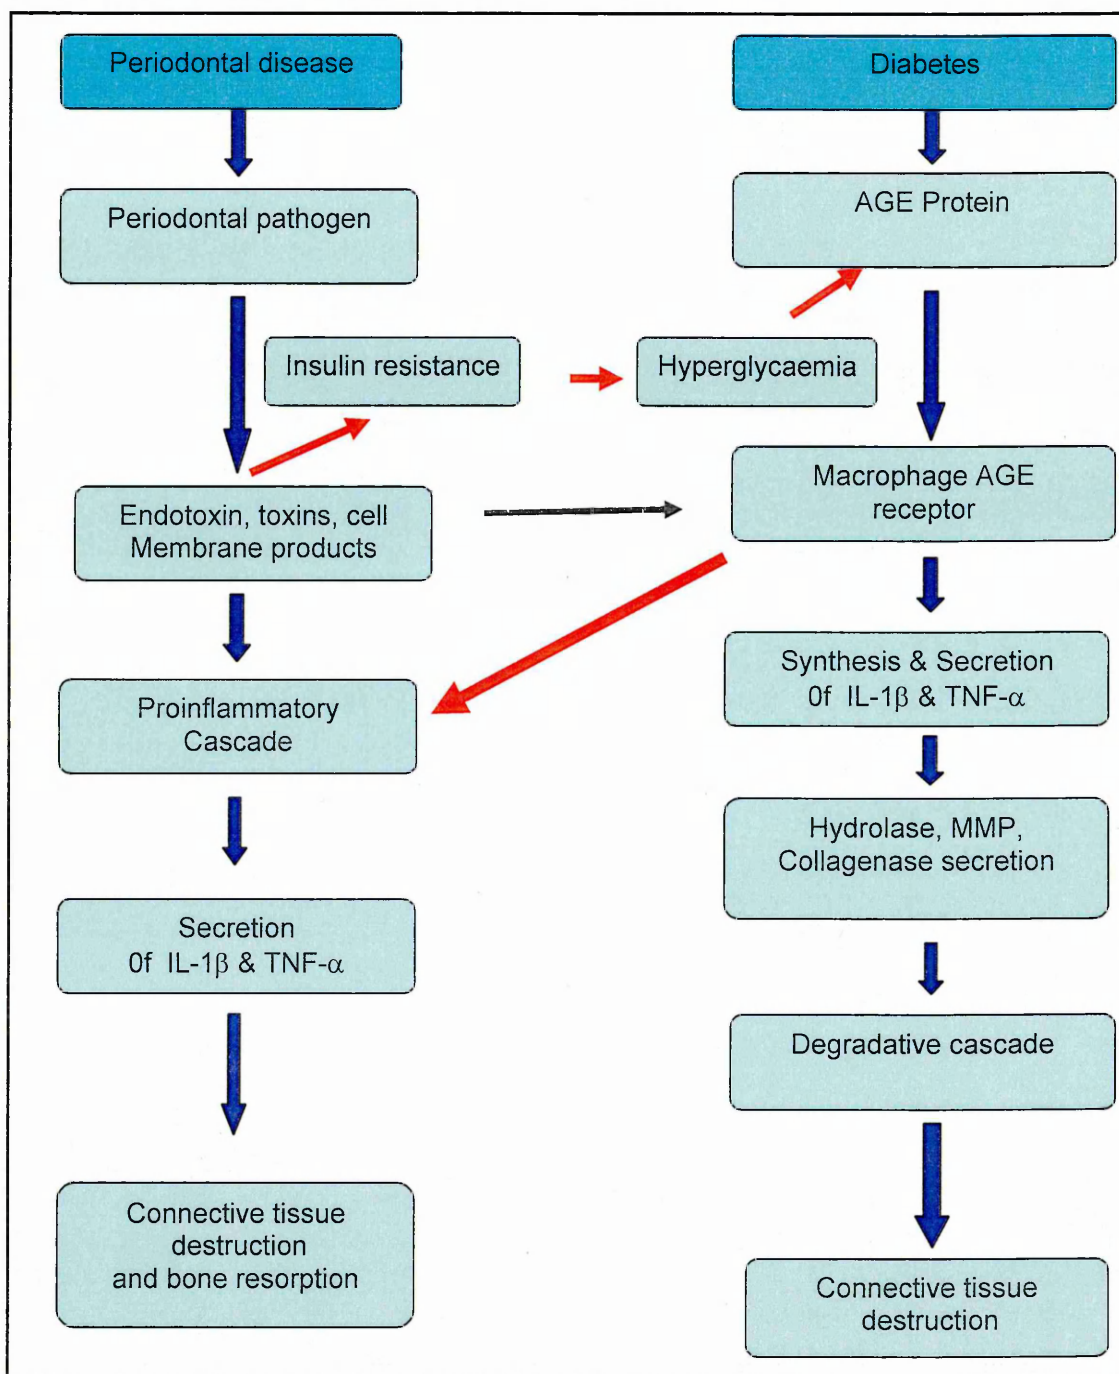 Periodontal disease
Diabetes
Periodontal pathogen
AGE Protein
Insulin resistance
Hyperglycaemia
Endotoxin, toxins, cell
Membrane products
Macrophage AGE
receptor
Proinflammatory
Cascade
Synthesis & Secretion
0f IL-1β & TNF-α
Hydrolase, MMP,
Collagenase secretion
Secretion
0f IL-1β & TNF-α
Degradative cascade
Connective tissue
destruction
and bone resorption
Connective tissue
destruction